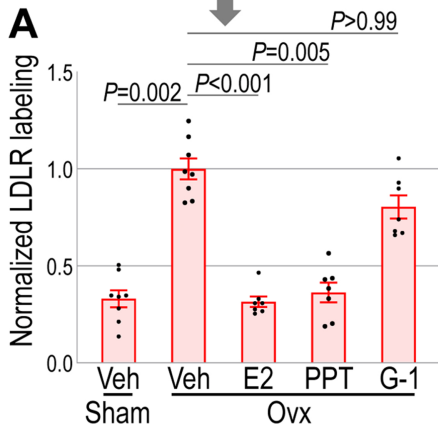 A
P>0.99
P=0.005
P=0.002
P<0.001
Normalized LDLR labeling
1.5
1.0
0.5
0.0
Veh Veh E2 PPT G-1
Sham Ovx